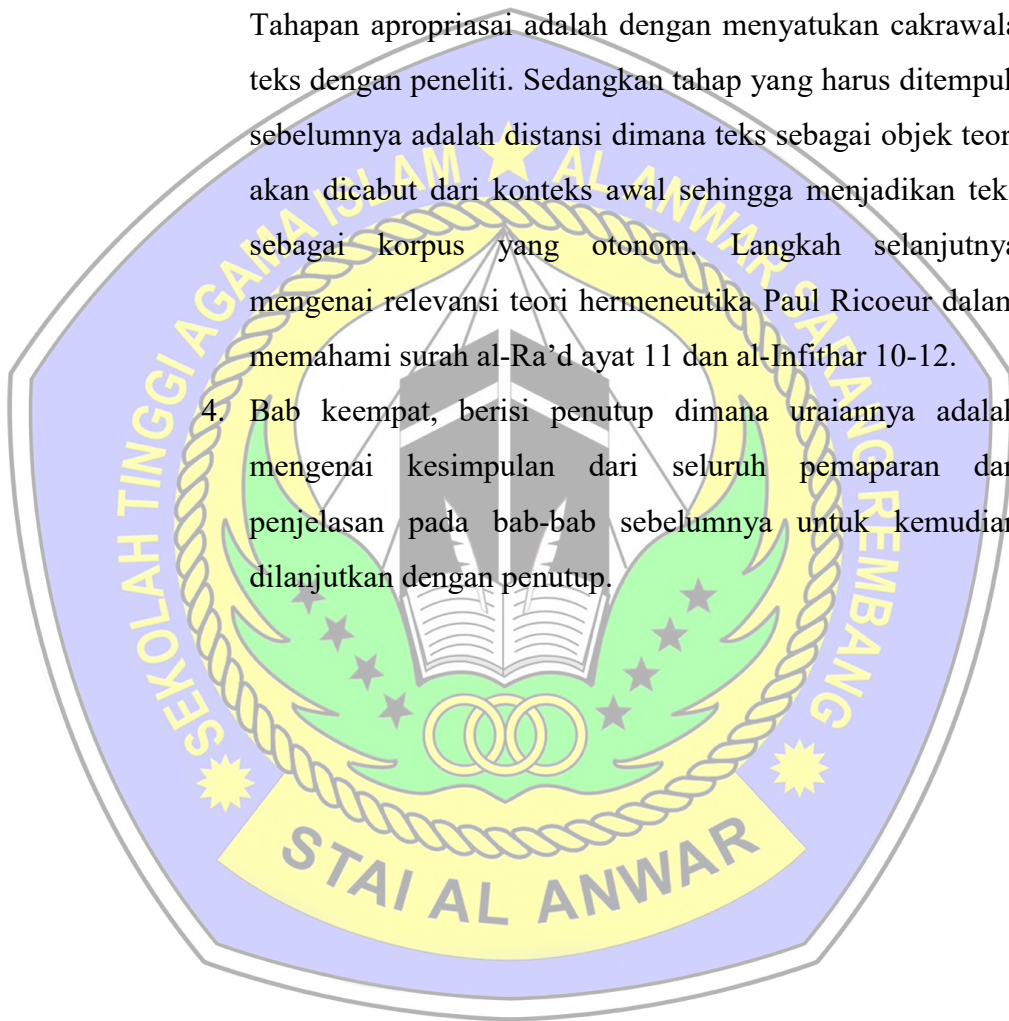 Tahapan apropriasai adalah dengan menyatukan cakrawala
teks dengan peneliti. Sedangkan tahap yang harus ditempu
sebelumnya adalah distansi dimana teks sebagai objek teor
akan dicabut dari konteks awal sehingga menjadikan tek
sebagai korpus yang otonom. Langkah selanjutnya
mengenai relevansi teori hermeneutika Paul Ricoeur dalam
memahami surah al-Ra’d ayat 11 dan al-Infithar 10-12.
4. Bab keempat, berisi penutup dimana uraiannya adalah
mengenai kesimpulan dari seluruh pemaparan dan
penjelasan pada bab-bab sebelumnya untuk kemudian
dilanjutkan dengan penutup.
SEKOLAH TINGGI AGAMA ISLAM AL ANWAR SARANG REMBANG
STAI AL ANWAR